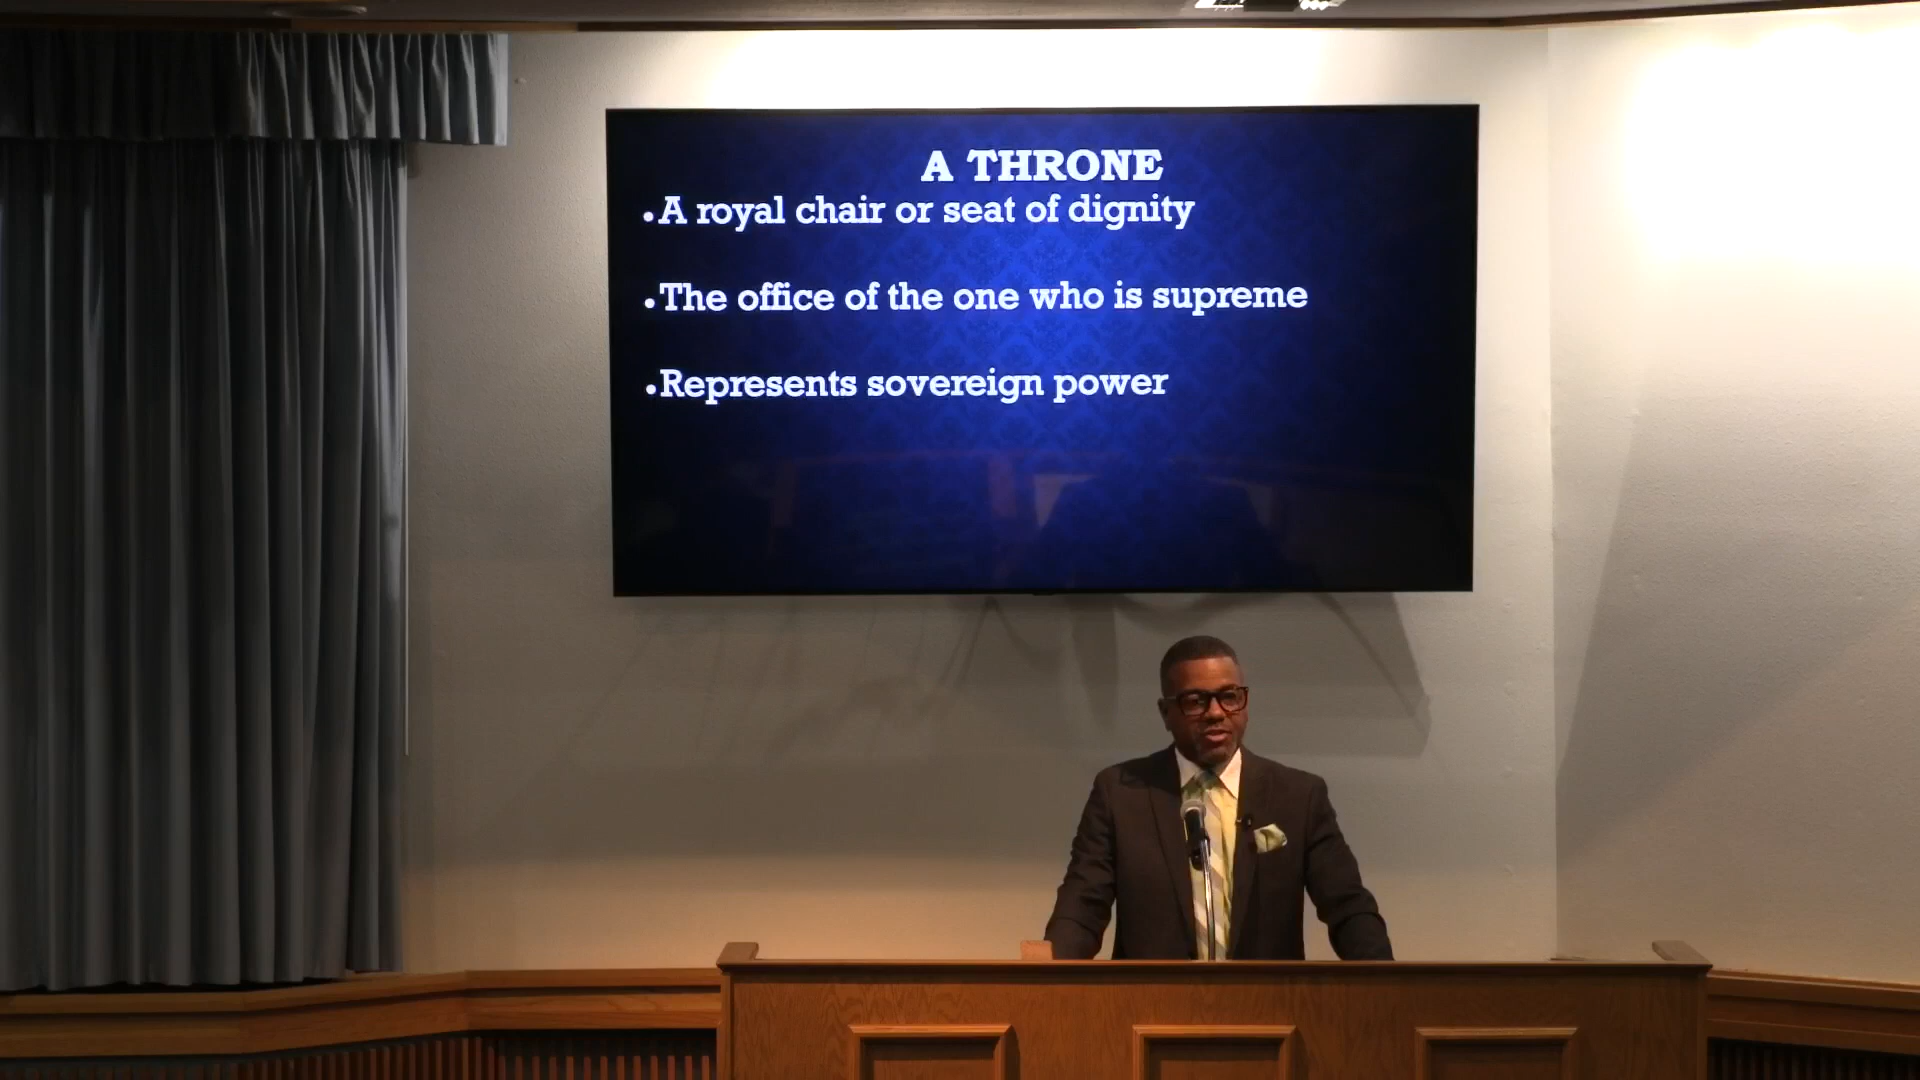 A THRONE
•A royal chair or seat of dignity
•The office of the one who is supreme
•Represents sovereign power